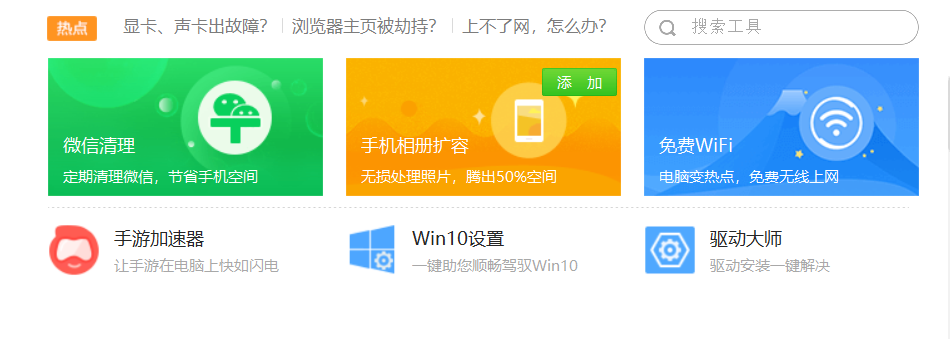 热点 显卡、声卡出故障？ 浏览器主页被劫持？ 上不了网，怎么办？ 搜索工具
添 加
微信清理 手机相册扩容 免费WiFi
定期清理微信，节省手机空间 无损处理照片，腾出50%空间 电脑变热点，免费无线上网
手游加速器 Win10设置 驱动大师
让手游在电脑上快如闪电 一键助您顺畅驾驭Win10 驱动安装一键解决